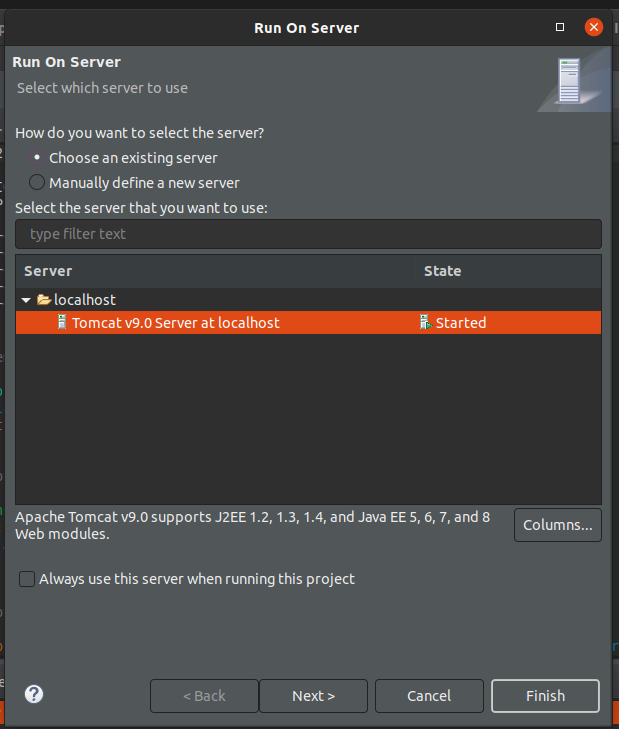 Run On Server
Run On Server
Select which server to use
How do you want to select the server?
Choose an existing server
Manually define a new server
Select the server that you want to use:
type filter text
Server State
localhost
Tomcat v9.0 Server at localhost Started
Apache Tomcat v9.0 supports J2EE 1.2, 1.3, 1.4, and Java EE 5, 6, 7, and 8
Web modules.
Columns...
Always use this server when running this project
?
< Back Next > Cancel Finish